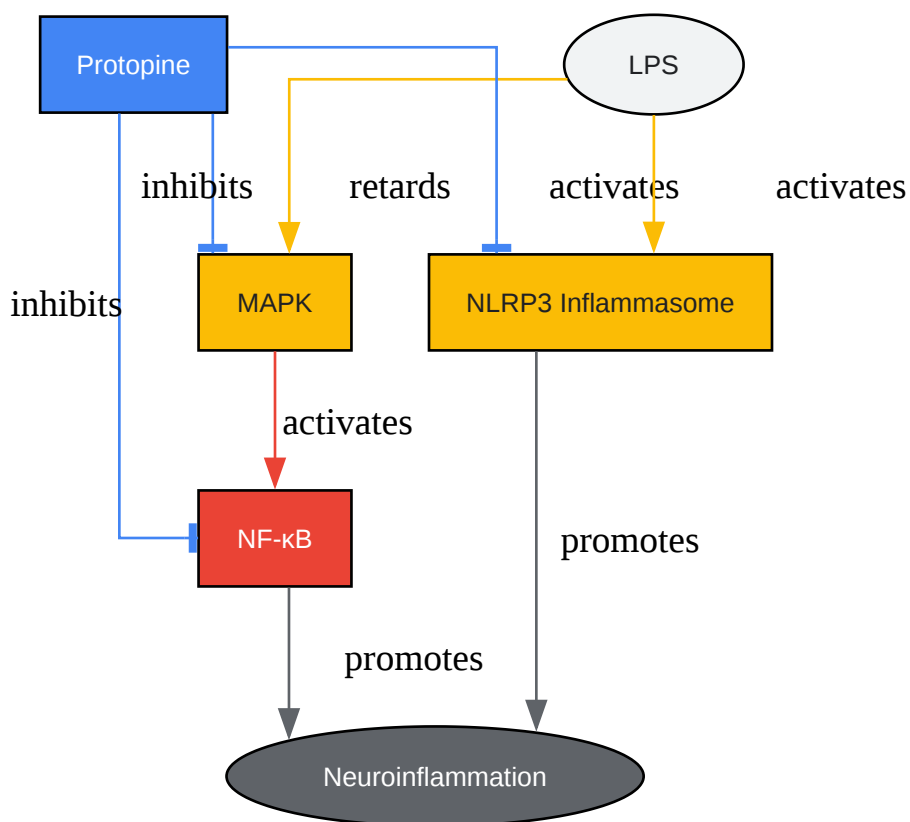 Protopine
LPS
inhibits
retards
activates
activates
inhibits
MAPK
NLRP3 Inflammasome
activates
NF-κB
promotes
promotes
Neuroinflammation